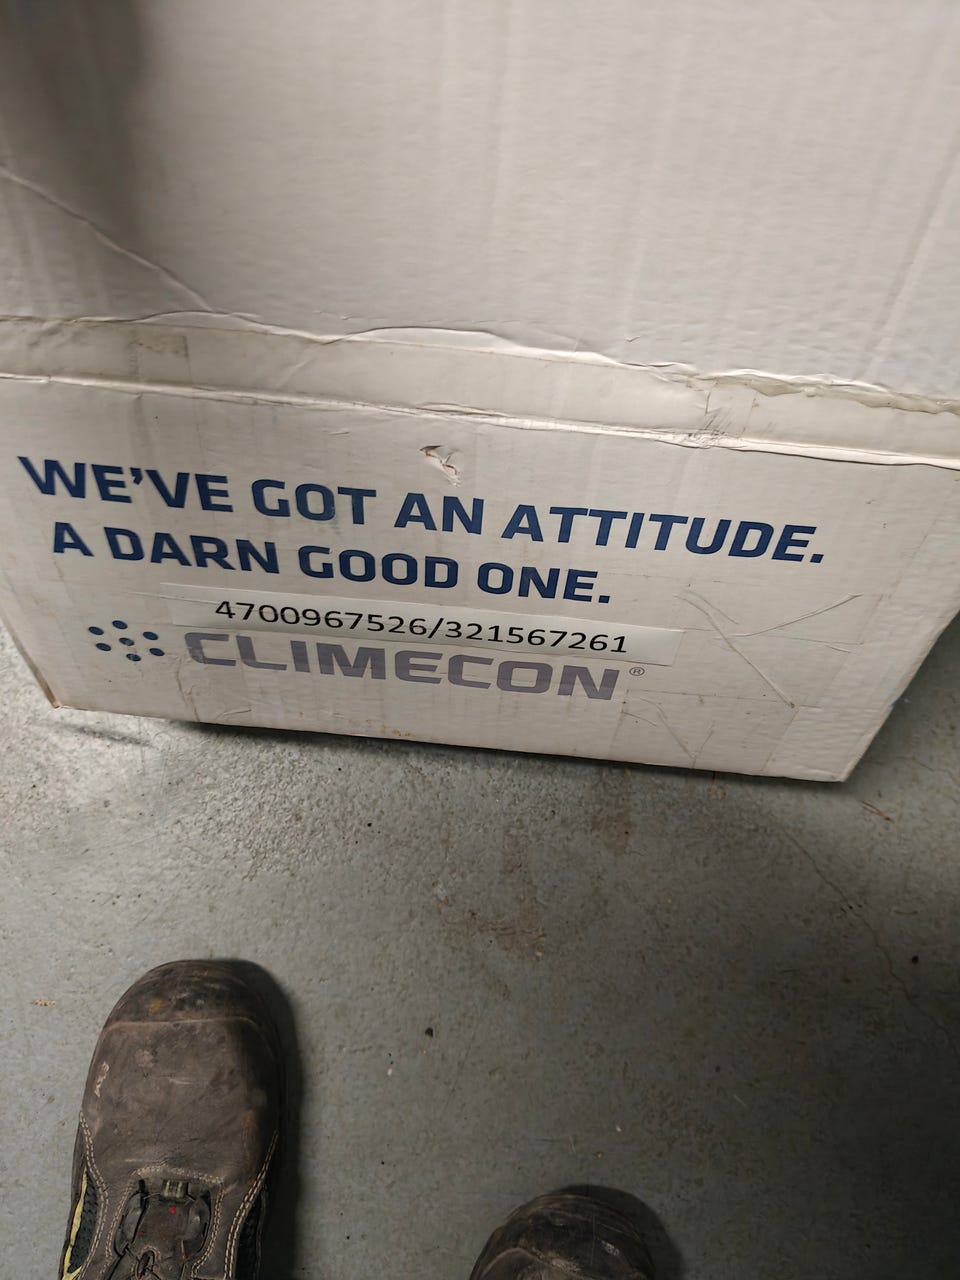 WE'VE GOT AN ATTITUDE.
A DARN GOOD ONE.
4700967526/321567261
CLIMECON®